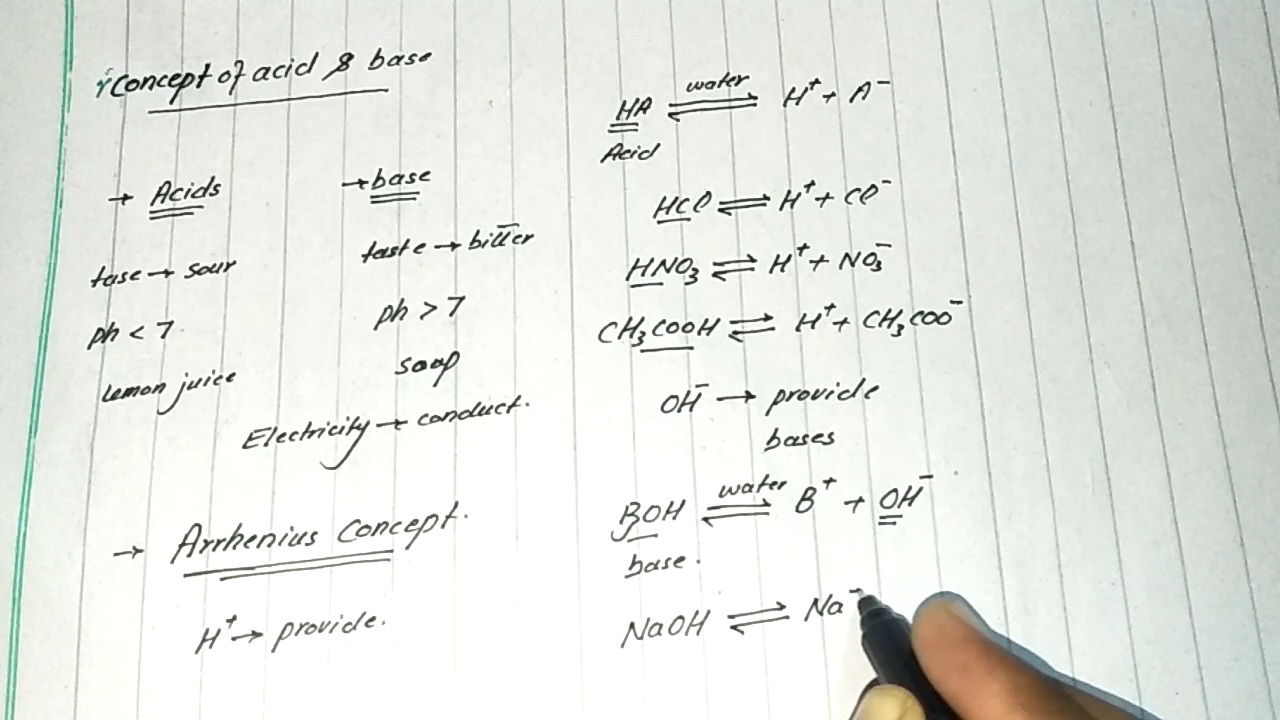 Concept of acid & base
→ Acids
tase → sour
ph < 7.
Lemon juice
→ base
taste → bitter
ph > 7
soap
Electricity → conduct.
→ Arrhenius Concept.
H⁺ → provide.
HA ⇌ water H⁺ + A⁻
Acid
HCl ⇌ H⁺ + Cl⁻
HNO₃ ⇌ H⁺ + NO₃⁻
CH₃COOH ⇌ H⁺ + CH₃COO⁻
OH⁻ → provide
bases
BOH ⇌ water B⁺ + OH⁻
base.
NaOH ⇌ Na⁻